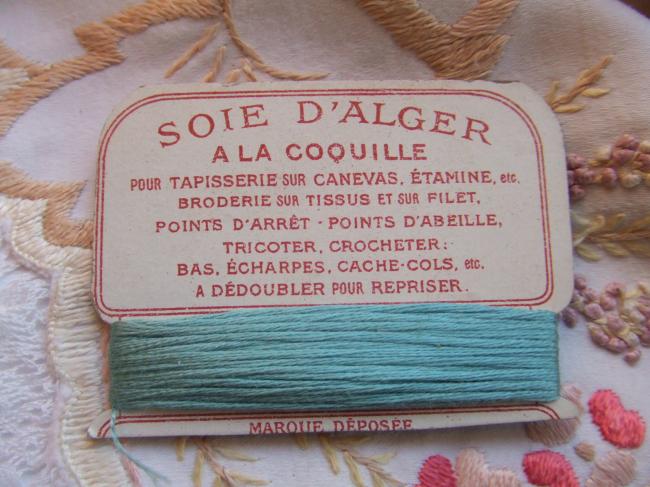 SOIE D'ALGER
A LA COQUILLE
POUR TAPISSERIE SUR CANEVAS, ÉTAMINE, etc.
BRODERIE SUR TISSUS ET SUR FILET,
POINTS D'ARRÊT - POINTS D'ABEILLE,
TRICOTER, CROCHETER:
BAS, ÉCHARPES, CACHE-COLS, etc.
A DÉDOUBLER POUR REPRISER.
MARQUE DÉPOSÉE